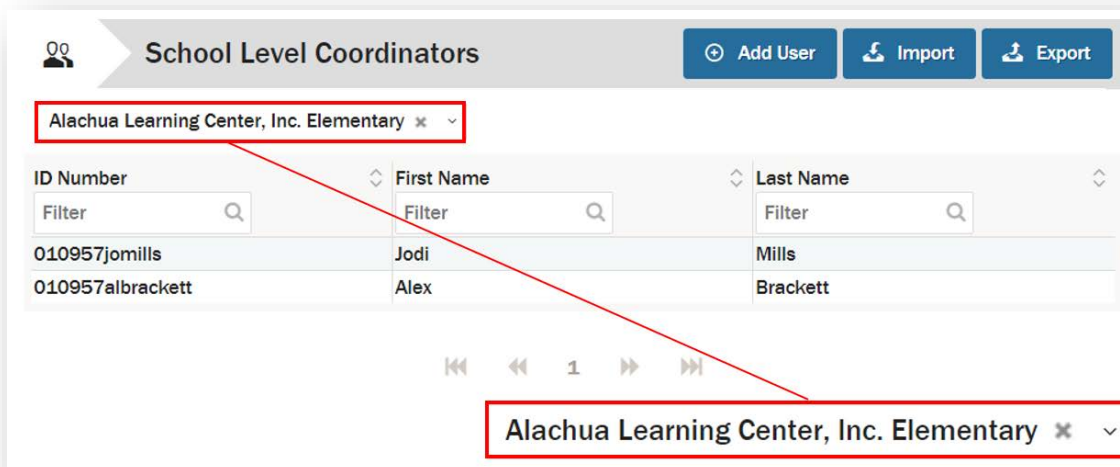 School Level Coordinators Add User Import Export
Alachua Learning Center, Inc. Elementary
ID Number First Name Last Name
Filter Filter Filter
010957jomills Jodi Mills
010957albrackett Alex Brackett
1
Alachua Learning Center, Inc. Elementary